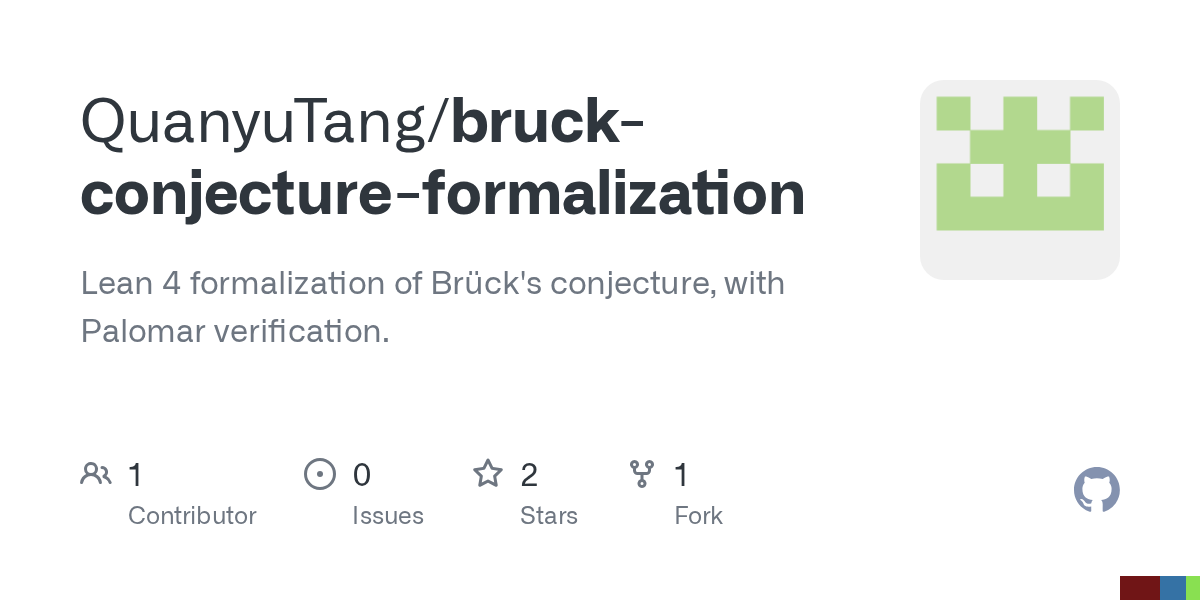 QuanyuTang/bruck-
conjecture-formalization
Lean 4 formalization of Brück's conjecture, with
Palomar verification.
1
Contributor
0
Issues
2
Stars
1
Fork